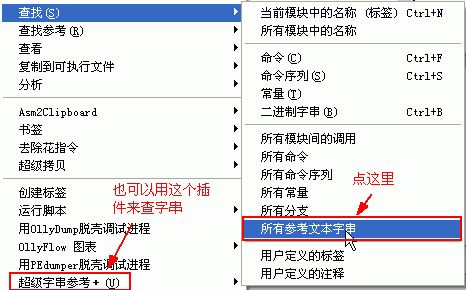 查找(S)
查找参考(R)
查看
复制到可执行文件
分析
Asm2Clipboard
书签
去除花指令
超级拷贝
创建标签
运行脚本
用OllyDump脱壳调试进程
OllyFlow 图表
用PEdumper脱壳调试进程
超级字串参考+ (U)
也可以用这个插
件来查字串
当前模块中的名称 (标签) Ctrl+N
所有模块中的名称
命令(C) Ctrl+F
命令序列(S) Ctrl+S
常量(T)
二进制字串(B) Ctrl+B
所有模块间的调用
所有命令
所有命令序列
所有常量
所有分支
所有参考文本字串
用户定义的标签
用户定义的注释
点这里